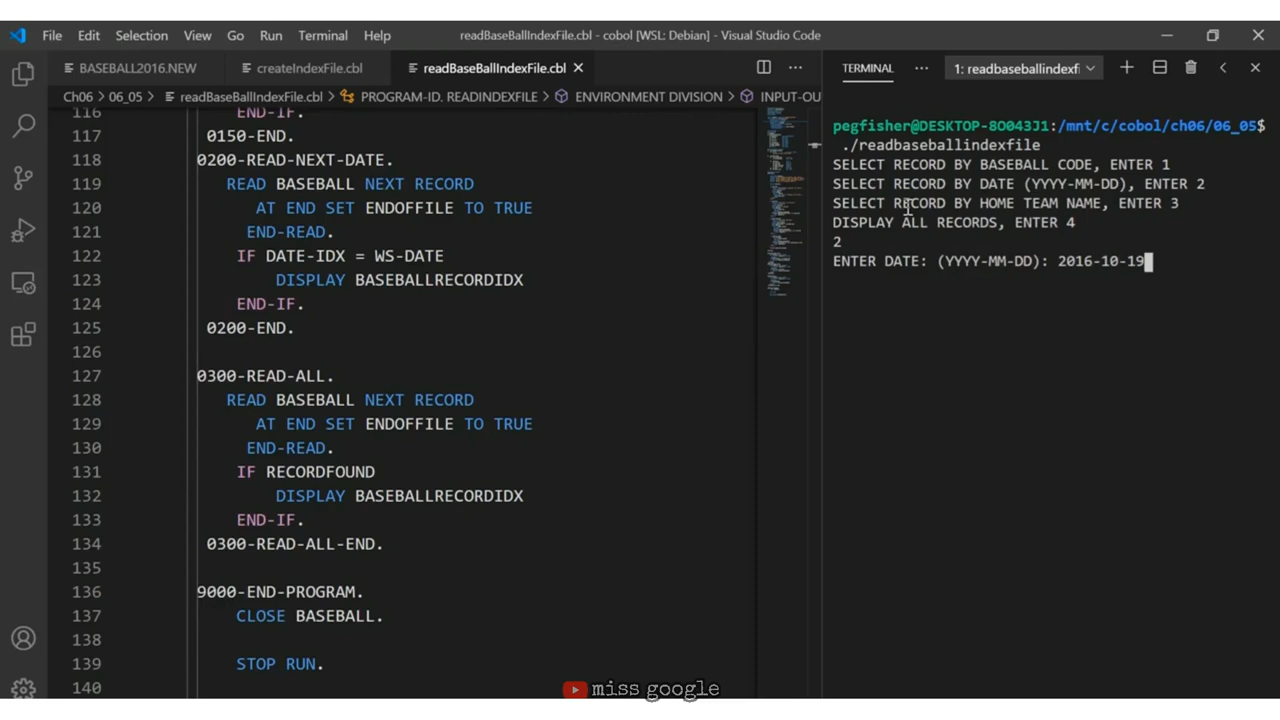 File Edit Selection View Go Run Terminal Help readBaseBallIndexFile.cbl - cobol [WSL: Debian] - Visual Studio Code
BASEBALL2016.NEW createIndexFile.cbl readBaseBallIndexFile.cbl
Ch06 > 06_05 > readBaseBallIndexFile.cbl > PROGRAM-ID. READINDEXFILE > ENVIRONMENT DIVISION > INPUT-OU
116 END-IF.
117 0150-END.
118 0200-READ-NEXT-DATE.
119 READ BASEBALL NEXT RECORD
120 AT END SET ENDOFFILE TO TRUE
121 END-READ.
122 IF DATE-IDX = WS-DATE
123 DISPLAY BASEBALLRECORDIDX
124 END-IF.
125 0200-END.
126
127 0300-READ-ALL.
128 READ BASEBALL NEXT RECORD
129 AT END SET ENDOFFILE TO TRUE
130 END-READ.
131 IF RECORDFOUND
132 DISPLAY BASEBALLRECORDIDX
133 END-IF.
134 0300-READ-ALL-END.
135
136 9000-END-PROGRAM.
137 CLOSE BASEBALL.
138
139 STOP RUN.
140
TERMINAL ... 1: readbaseballindexf
pegfisher@DESKTOP-8O043J1:/mnt/c/cobol/ch06/06_05$
./readbaseballindexfile
SELECT RECORD BY BASEBALL CODE, ENTER 1
SELECT RECORD BY DATE (YYYY-MM-DD), ENTER 2
SELECT RECORD BY HOME TEAM NAME, ENTER 3
DISPLAY ALL RECORDS, ENTER 4
2
ENTER DATE: (YYYY-MM-DD): 2016-10-19
miss google